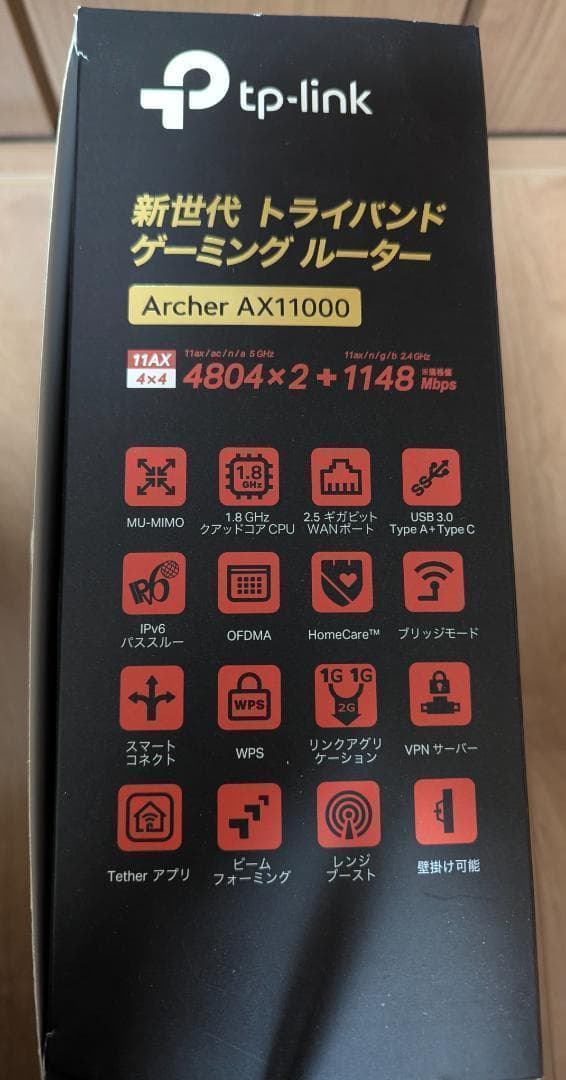 tp-link
新世代 トライバンド
ゲーミング ルーター
Archer AX11000
11AX
4×4
11ax/ac/n/a 5GHz
11ax/n/g/b 2.4GHz
4804×2+1148 Mbps
※規格値
1.8
GHz
MU-MIMO
1.8 GHz
クアッドコア CPU
2.5 ギガビット
WANポート
SS
USB 3.0
Type A+Type C
IPv6
IPv6
パススルー
OFDMA
HomeCare™
ブリッジモード
WPS
1G 1G
2G
スマート
コネクト
WPS
リンクアグリ
ケーション
VPN サーバー
Tether アプリ
ビーム
フォーミング
レンジ
ブースト
壁掛け可能